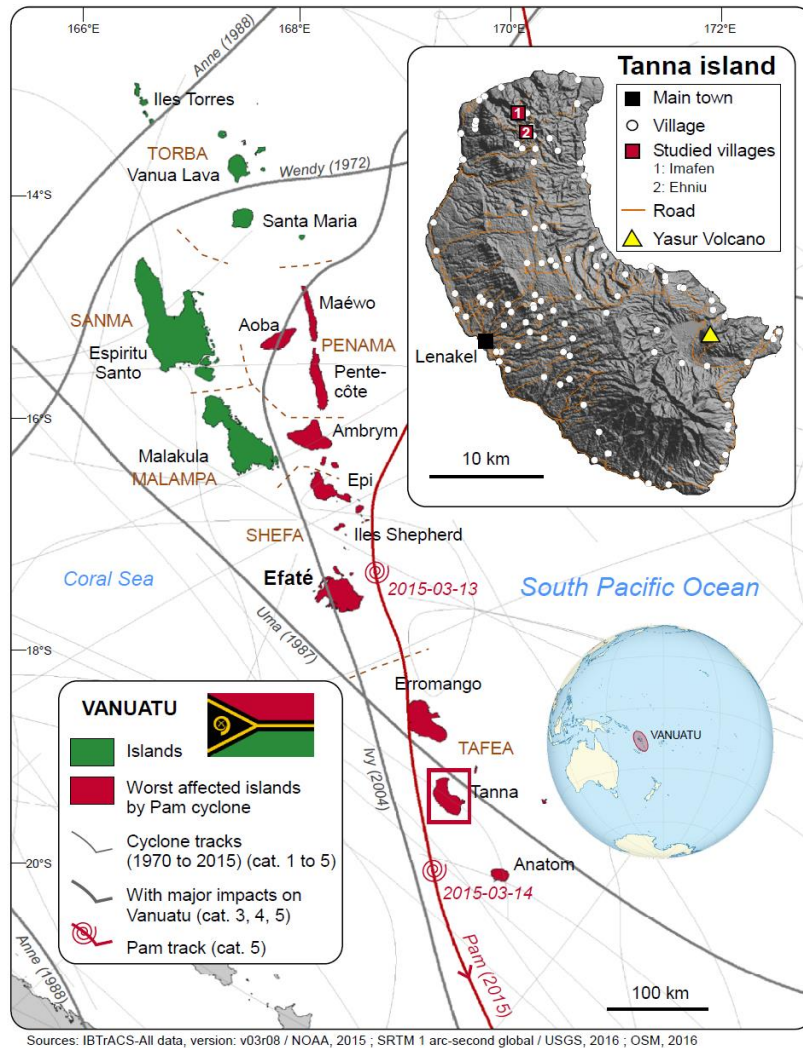 166°E
168°E
170°E
172°E
14°S
16°S
18°S
20°S
Anne (1988)
Iles Torres
TORBA
Vanua Lava
Wendy (1972)
Santa Maria
SANMA
Espiritu
Santo
Aoba
Maéwo
PENAMA
Pente-
côte
Ambrym
Malakula
MALAMPA
Epi
SHEFA
Iles Shepherd
Coral Sea
Efaté
2015-03-13
South Pacific Ocean
Uma (1987)
Erromango
TAFEA
Ivy (2004)
Tanna
Anatom
2015-03-14
Pam (2015)
Anne (1988)
100 km
Tanna island
Main town
Village
Studied villages
1: Imafen
2: Ehniu
Road
Yasur Volcano
1
2
Lenakel
10 km
VANUATU
VANUATU
Islands
Worst affected islands
by Pam cyclone
Cyclone tracks
(1970 to 2015) (cat. 1 to 5)
With major impacts on
Vanuatu (cat. 3, 4, 5)
Pam track (cat. 5)
Sources: IBTrACS-All data, version: v03r08 / NOAA, 2015 ; SRTM 1 arc-second global / USGS, 2016 ; OSM, 2016